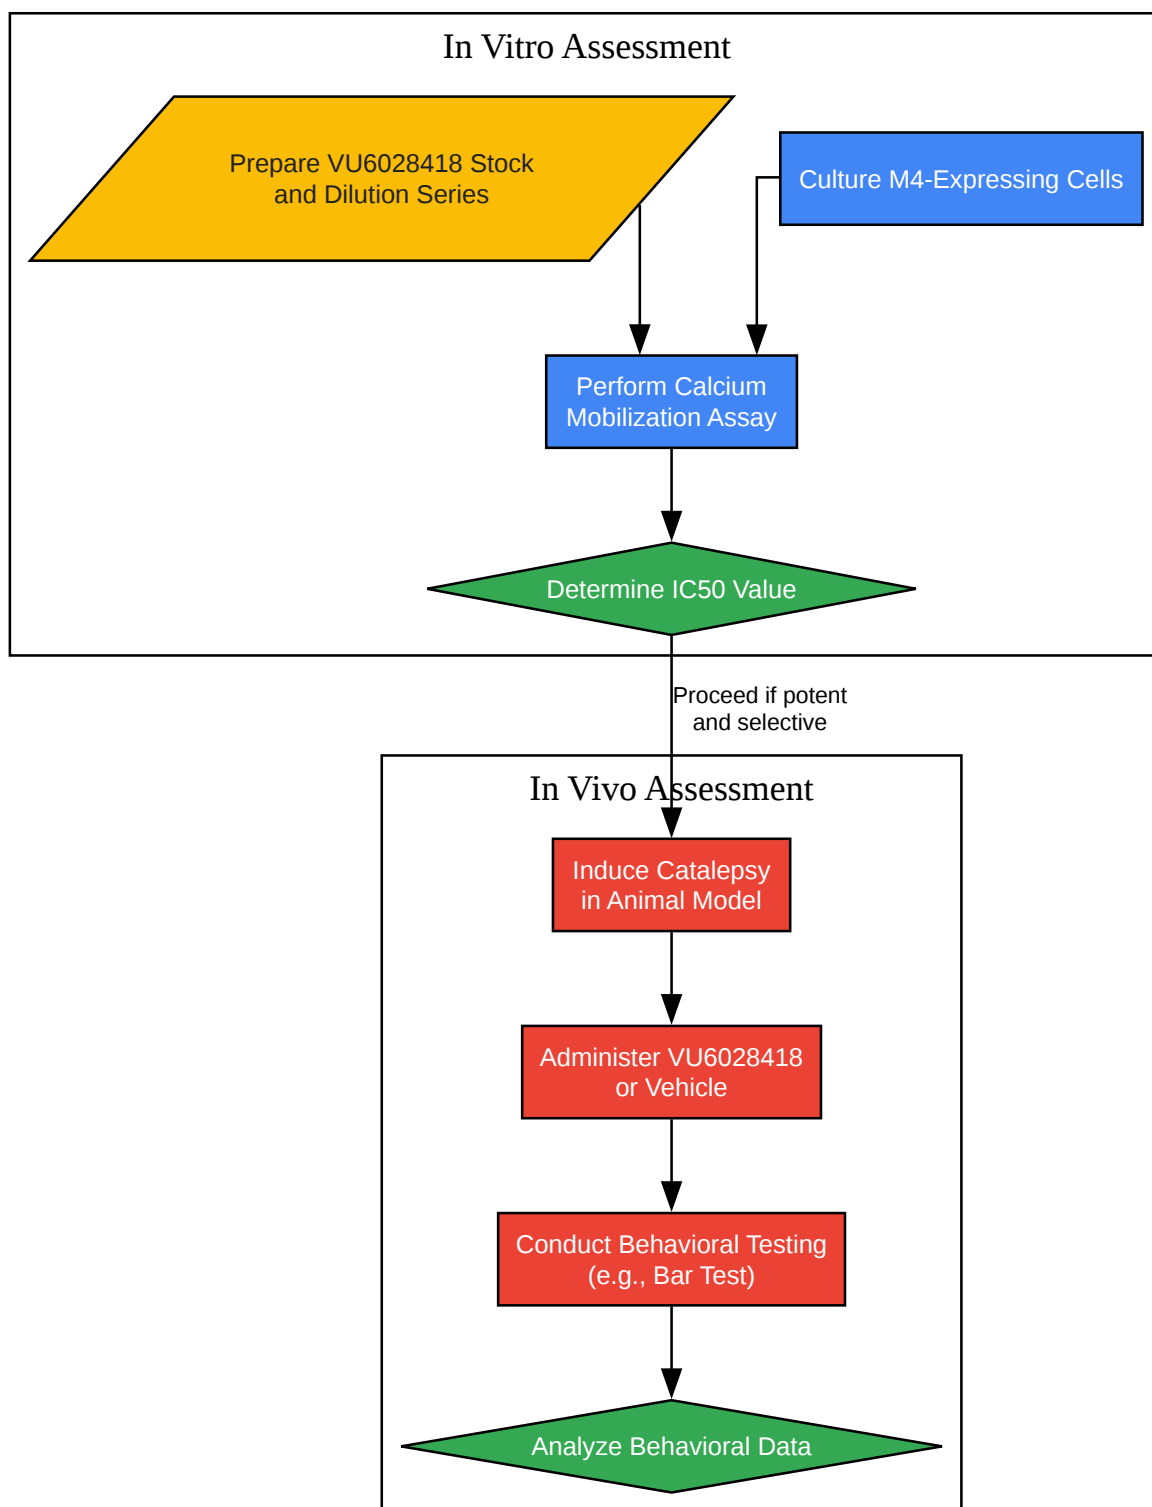 In Vitro Assessment
Prepare VU6028418 Stock
and Dilution Series
Culture M4-Expressing Cells
Perform Calcium
Mobilization Assay
Determine IC50 Value
Proceed if potent
and selective
In Vivo Assessment
Induce Catalepsy
in Animal Model
Administer VU6028418
or Vehicle
Conduct Behavioral Testing
(e.g., Bar Test)
Analyze Behavioral Data